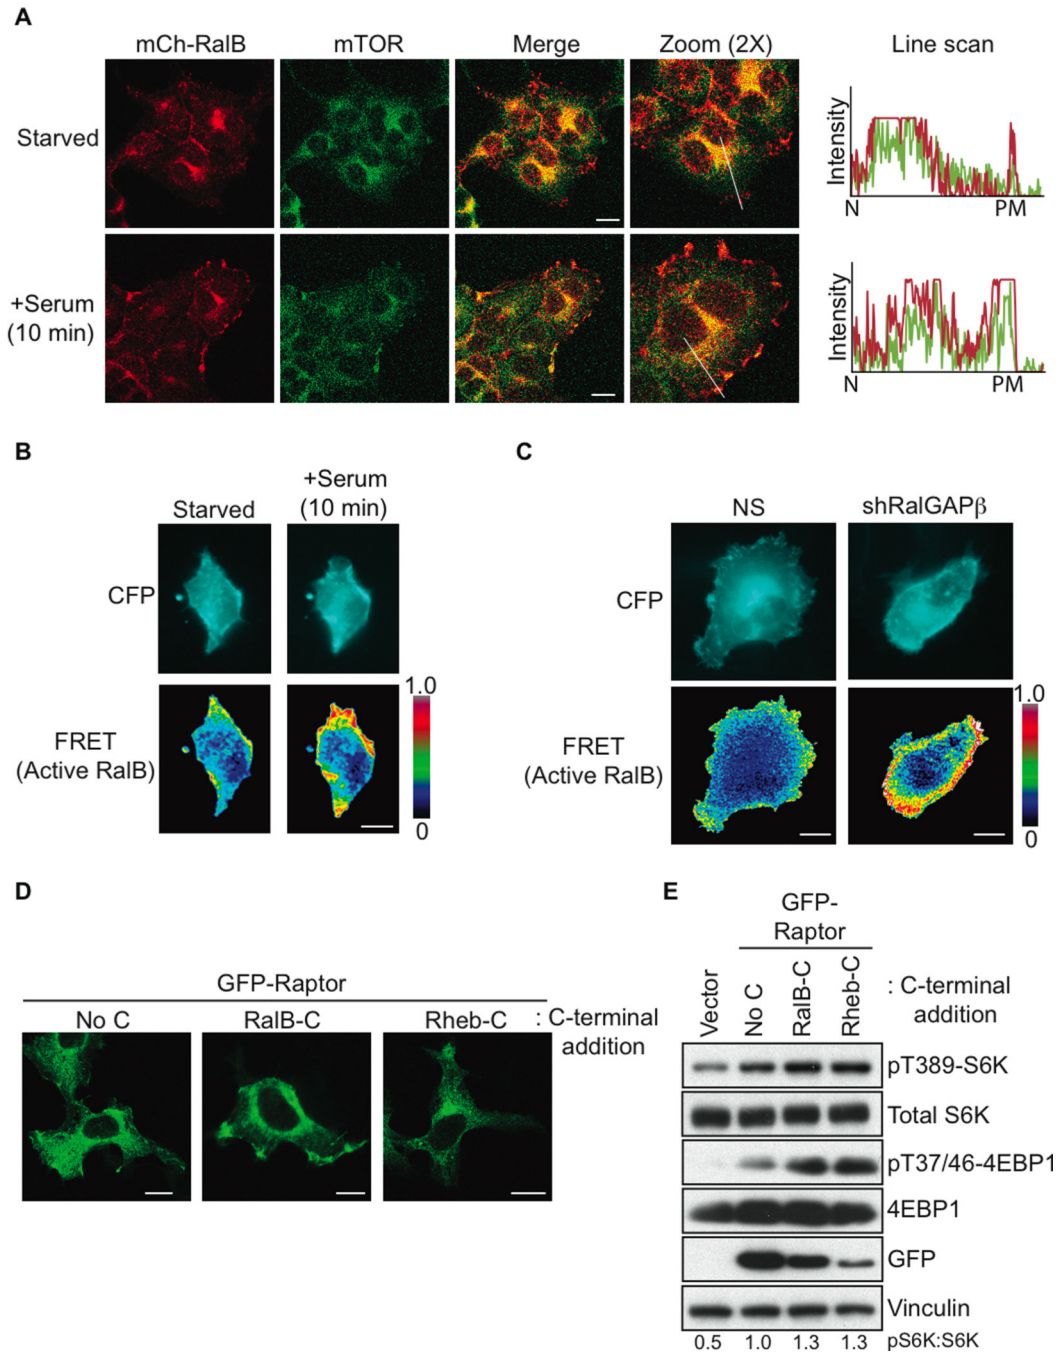 A
mCh-RalB mTOR Merge Zoom (2X) Line scan
Starved
Intensity
N PM
+Serum
(10 min)
Intensity
N PM
B
Starved
+Serum
(10 min)
CFP
FRET
(Active RalB)
1.0
0
C
NS shRalGAPβ
CFP
FRET
(Active RalB)
1.0
0
D
GFP-Raptor
No C RalB-C Rheb-C : C-terminal
addition
E
GFP-
Raptor
Vector No C RalB-C Rheb-C : C-terminal
addition
pT389-S6K
Total S6K
pT37/46-4EBP1
4EBP1
GFP
Vinculin
0.5 1.0 1.3 1.3 pS6K:S6K